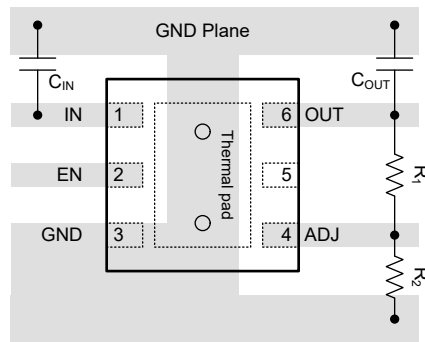 GND Plane
C_IN
C_OUT
IN 1 6 OUT
R_1
EN 2 5
Thermal pad
GND 3 4 ADJ
R_2